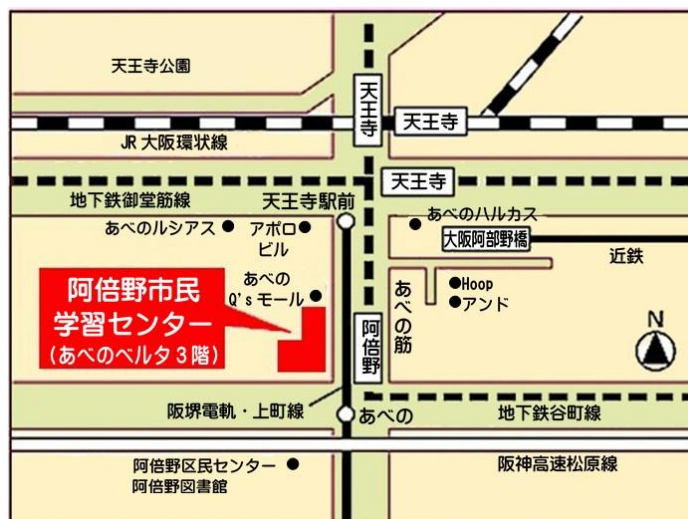 天王寺公園
天王寺
天王寺
JR大阪環状線
天王寺
地下鉄御堂筋線
天王寺駅前
あべのルシアス
アポロ
ビル
あべのハルカス
大阪阿部野橋
近鉄
あべの
Q'sモール
Hoop
アンド
あべの筋
阿倍野市民
学習センター
(あべのベルタ3階)
阿倍野
N
阪堺電軌・上町線
あべの
地下鉄谷町線
阪神高速松原線
阿倍野区民センター
阿倍野図書館